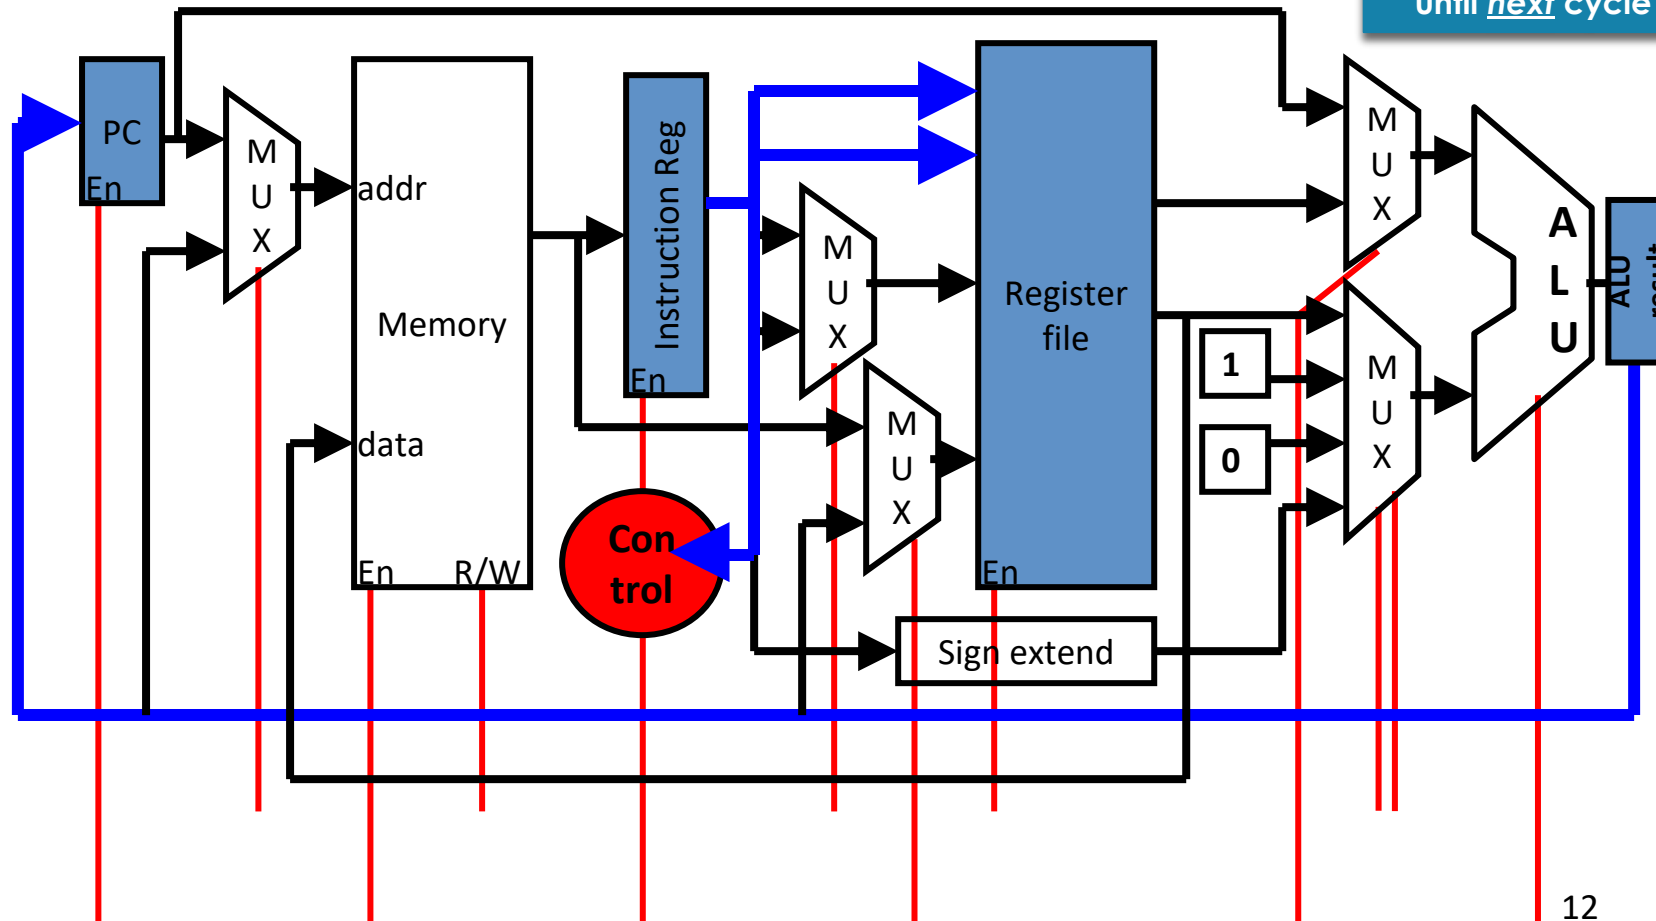 until next cycle
PC
En
M
U
X
addr
data
Memory
En
R/W
Instruction Reg
En
Con
trol
M
U
X
M
U
X
Register
file
En
Sign extend
1
0
M
U
X
M
U
X
A
L
U
ALU
result
12